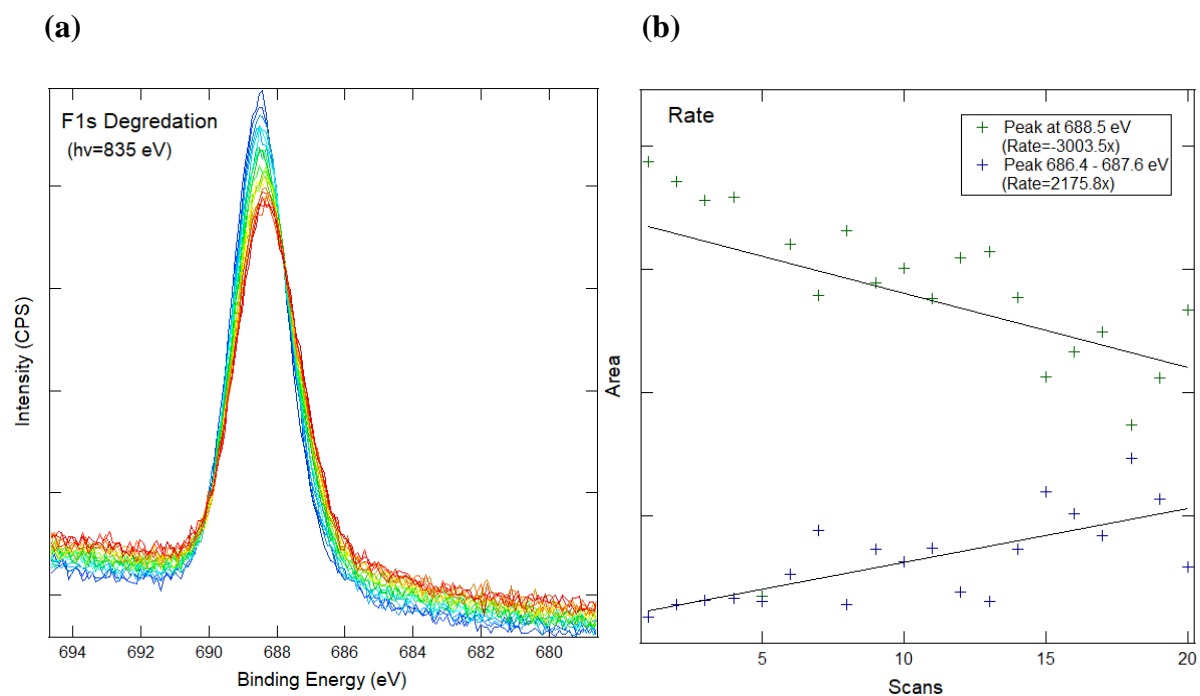 (a)
(b)
F1s Degredation
(hv=835 eV)
Intensity (CPS)
694
692
690
688
686
684
682
680
Binding Energy (eV)
Rate
Peak at 688.5 eV
(Rate=-3003.5x)
Peak 686.4 - 687.6 eV
(Rate=2175.8x)
Area
5
10
15
20
Scans